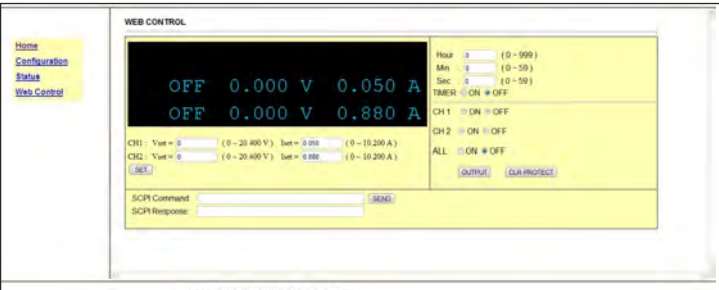 WEB CONTROL
Home
Configuration
Status
Web Control
OFF 0.000 V 0.050 A
OFF 0.000 V 0.880 A
CH1 : Vset = 0 ( 0 ~ 20.400 V ) Iset = 0.050 ( 0 ~ 10.200 A )
CH2 : Vset = 0 ( 0 ~ 20.400 V ) Iset = 0.880 ( 0 ~ 10.200 A )
SET
Hour : 0 ( 0 ~ 999 )
Min : 0 ( 0 ~ 59 )
Sec : 0 ( 0 ~ 59 )
TIMER ON OFF
CH 1 ON OFF
CH 2 ON OFF
ALL ON OFF
OUTPUT CLR PROTECT
SCPI Command: SEND
SCPI Response: